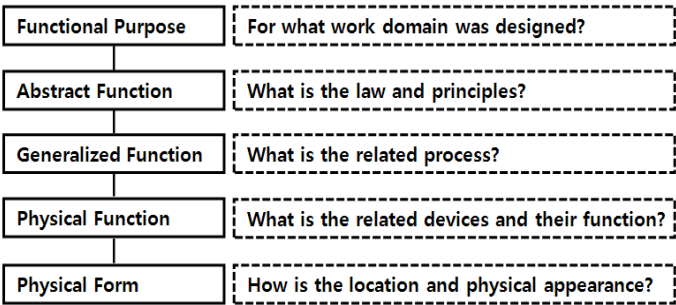 Functional Purpose
For what work domain was designed?
Abstract Function
What is the law and principles?
Generalized Function
What is the related process?
Physical Function
What is the related devices and their function?
Physical Form
How is the location and physical appearance?